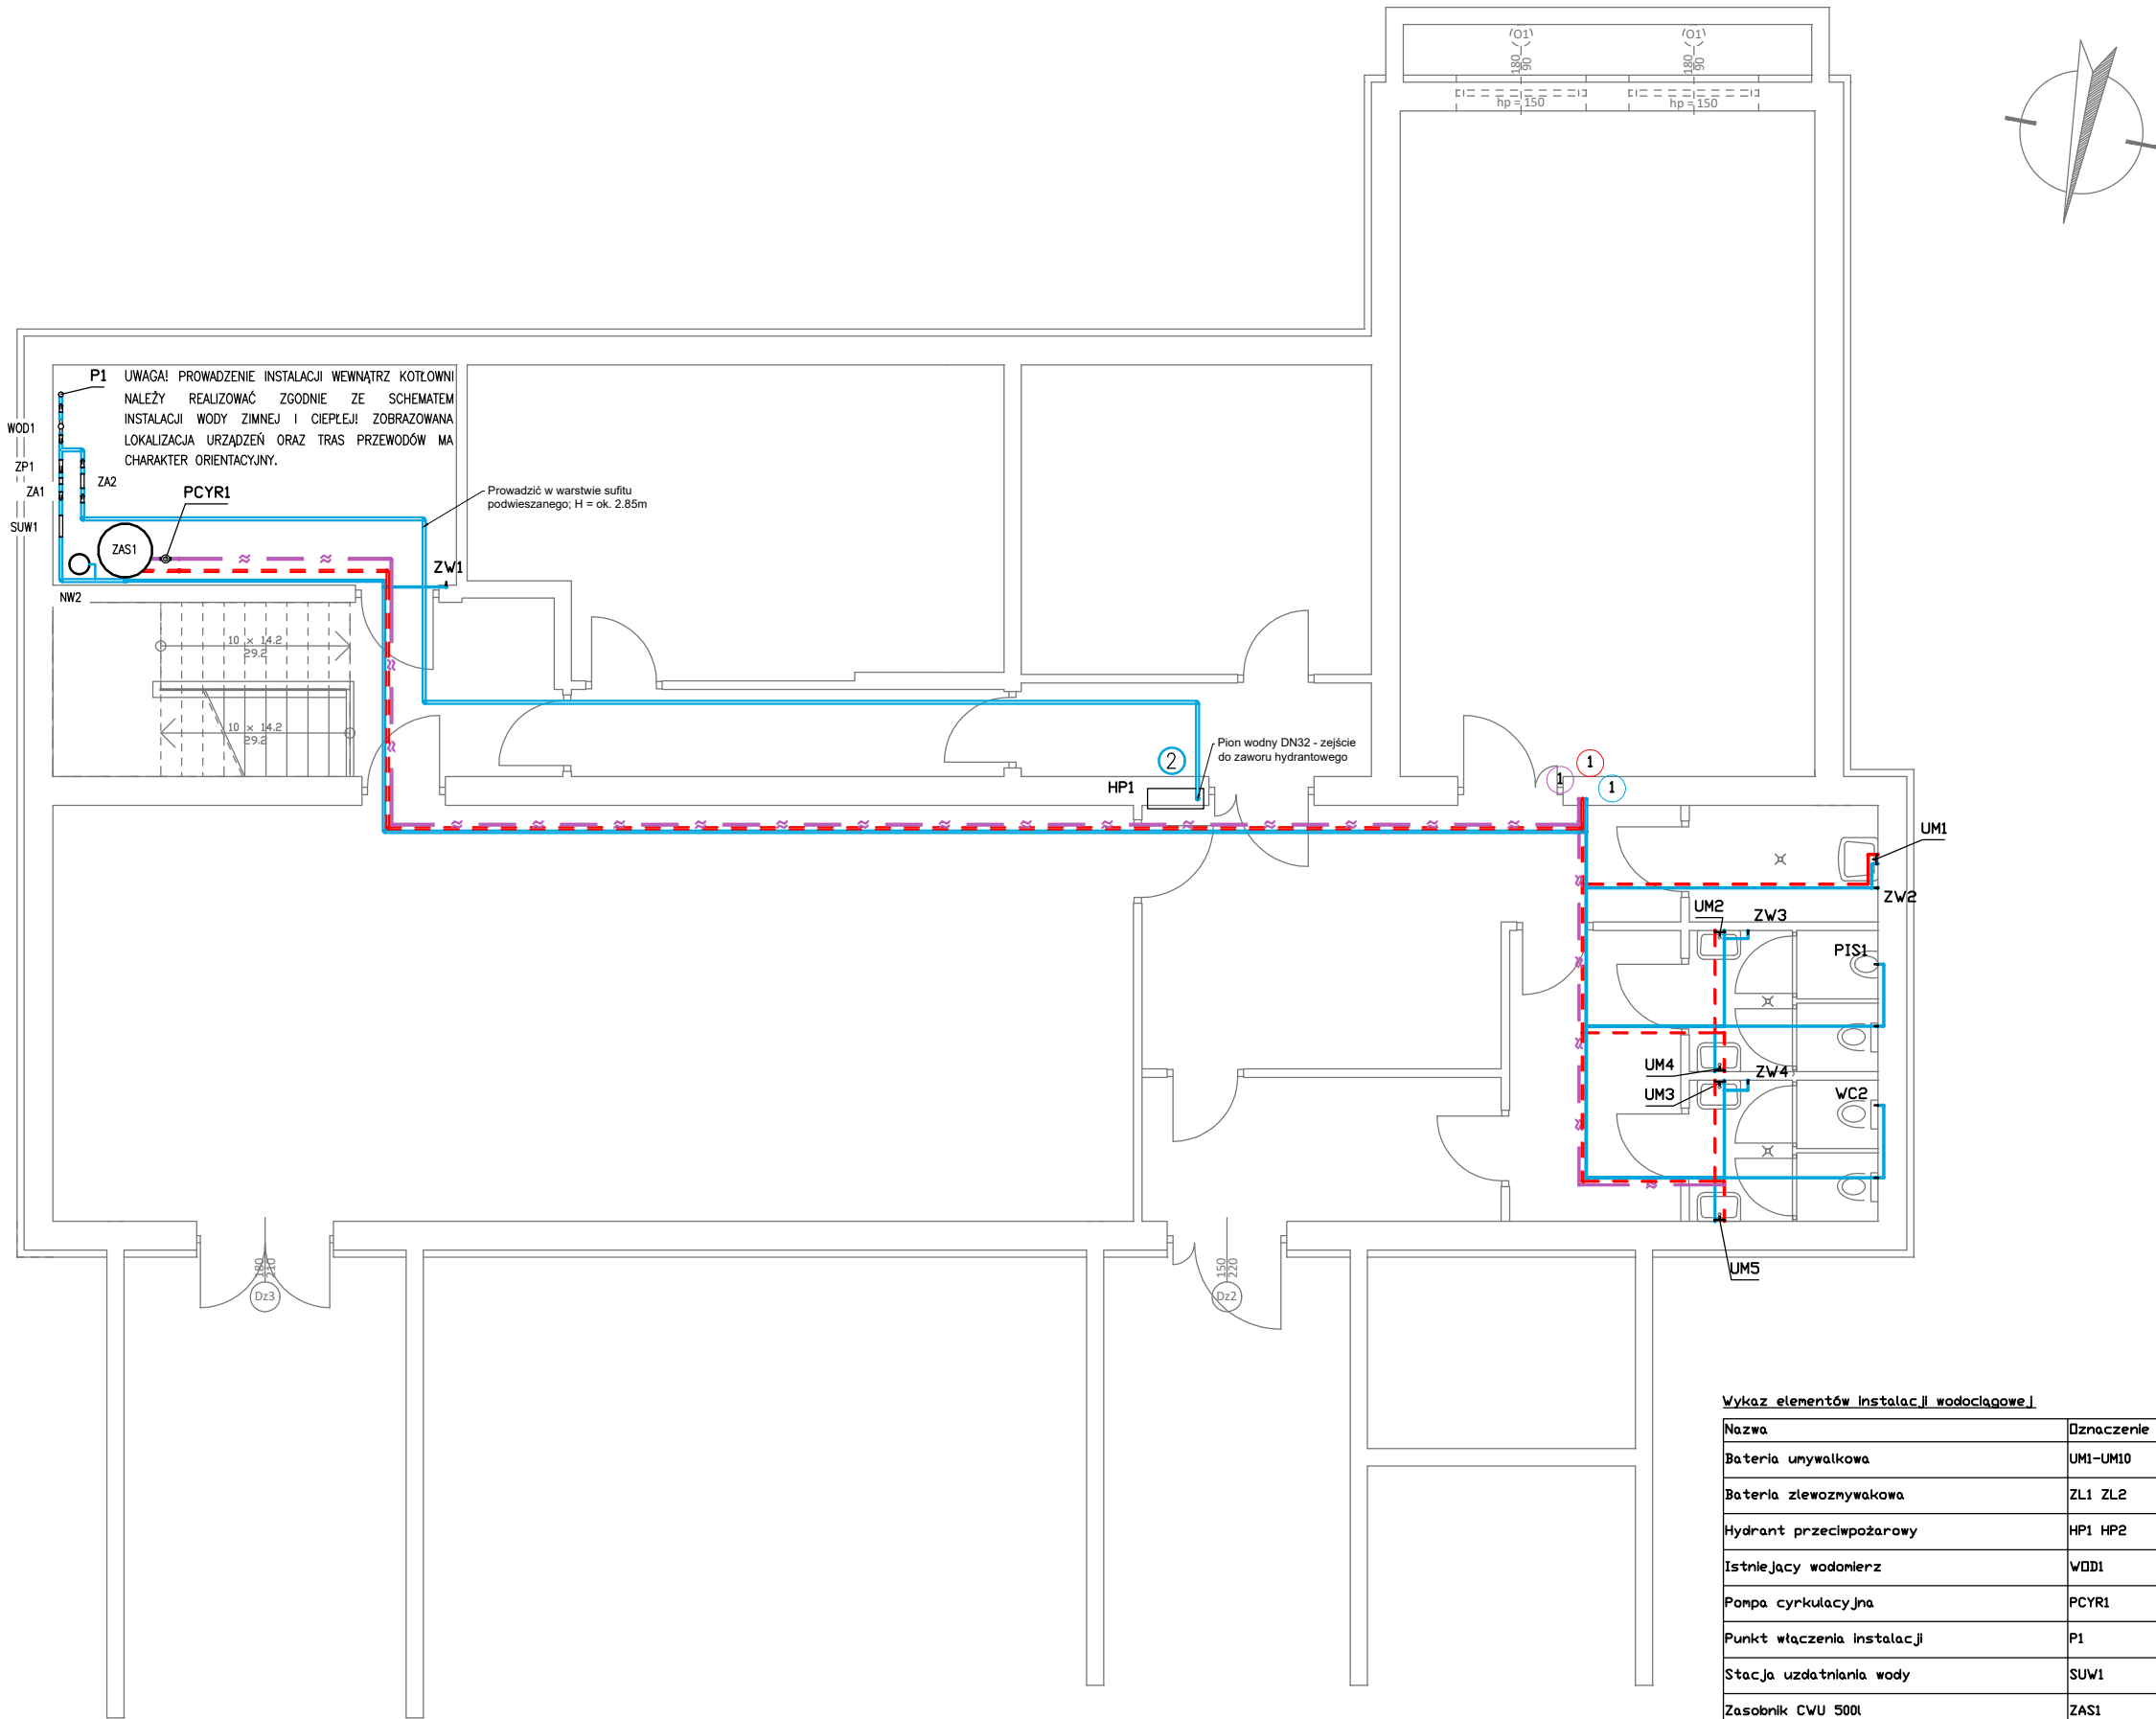 O1
O1
180
90
180
90
hp = 150
hp = 150
P1
UWAGA! PROWADZENIE INSTALACJI WEWNĄTRZ KOTŁOWNI
NALEŻY REALIZOWAĆ ZGODNIE ZE SCHEMATEM
INSTALACJI WODY ZIMNEJ I CIEPŁEJ! ZOBRAZOWANA
LOKALIZACJA URZĄDZEŃ ORAZ TRAS PRZEWODÓW MA
CHARAKTER ORIENTACYJNY.
WOD1
ZP1
ZA1
ZA2
SUW1
PCYR1
Prowadzić w warstwie sufitu
podwieszanego; H = ok. 2.85m
ZAS1
ZW1
NW2
10 x 14.2
29.2
10 x 14.2
29.2
Pion wodny DN32 - zejście
do zaworu hydrantowego
2
HP1
1
1
1
UM1
ZW2
UM2
ZW3
PIS1
UM4
ZW4
UM3
WC2
UM5
180
210
Dz3
150
220
Dz2
Wykaz elementów instalacji wodociągowej
Nazwa Oznaczenie
Bateria umywalkowa UM1-UM10
Bateria zlewozmywakowa ZL1 ZL2
Hydrant przeciwpożarowy HP1 HP2
Istniejący wodomierz WOD1
Pompa cyrkulacyjna PCYR1
Punkt włączenia instalacji P1
Stacja uzdatniania wody SUW1
Zasobnik CWU 500l ZAS1